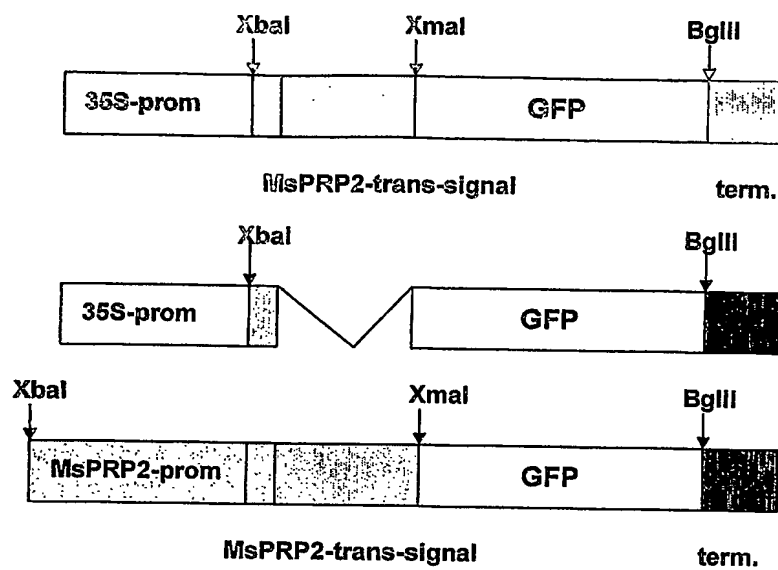 XbaI XmaI BglII
35S-prom GFP
MsPRP2-trans-signal term.
XbaI BglII
35S-prom GFP
XbaI XmaI BglII
MsPRP2-prom GFP
MsPRP2-trans-signal term.